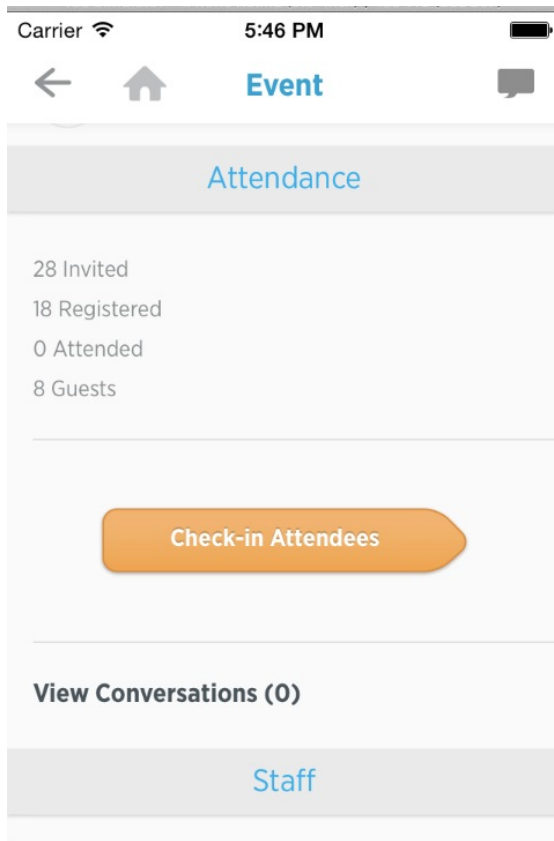 Carrier 5:46 PM
Event
Attendance
28 Invited
18 Registered
0 Attended
8 Guests
Check-in Attendees
View Conversations (0)
Staff